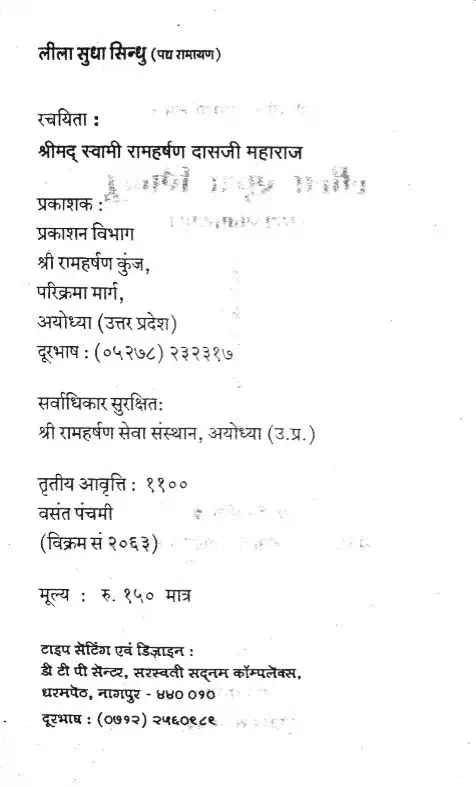 लीला सुधा सिन्धु (पद्य रामायण)
रचयिता :
श्रीमद् स्वामी रामहर्षण दासजी महाराज
प्रकाशक :
प्रकाशन विभाग
श्री रामहर्षण कुंज,
परिक्रमा मार्ग,
अयोध्या (उत्तर प्रदेश)
दूरभाष : (०५२७८) २३२३१७
सर्वाधिकार सुरक्षित:
श्री रामहर्षण सेवा संस्थान, अयोध्या (उ.प्र.)
तृतीय आवृत्ति : ११००
वसंत पंचमी
(विक्रम सं २०६३)
मूल्य : रु. १५० मात्र
टाइप सेटिंग एवं डिज़ाइन :
डी टी पी सेन्टर, सरस्वती सद्नम कॉम्पलेक्स,
धरमपेठ, नागपुर - ४४० ०१०
दूरभाष : (०७१२) २५६०९८९